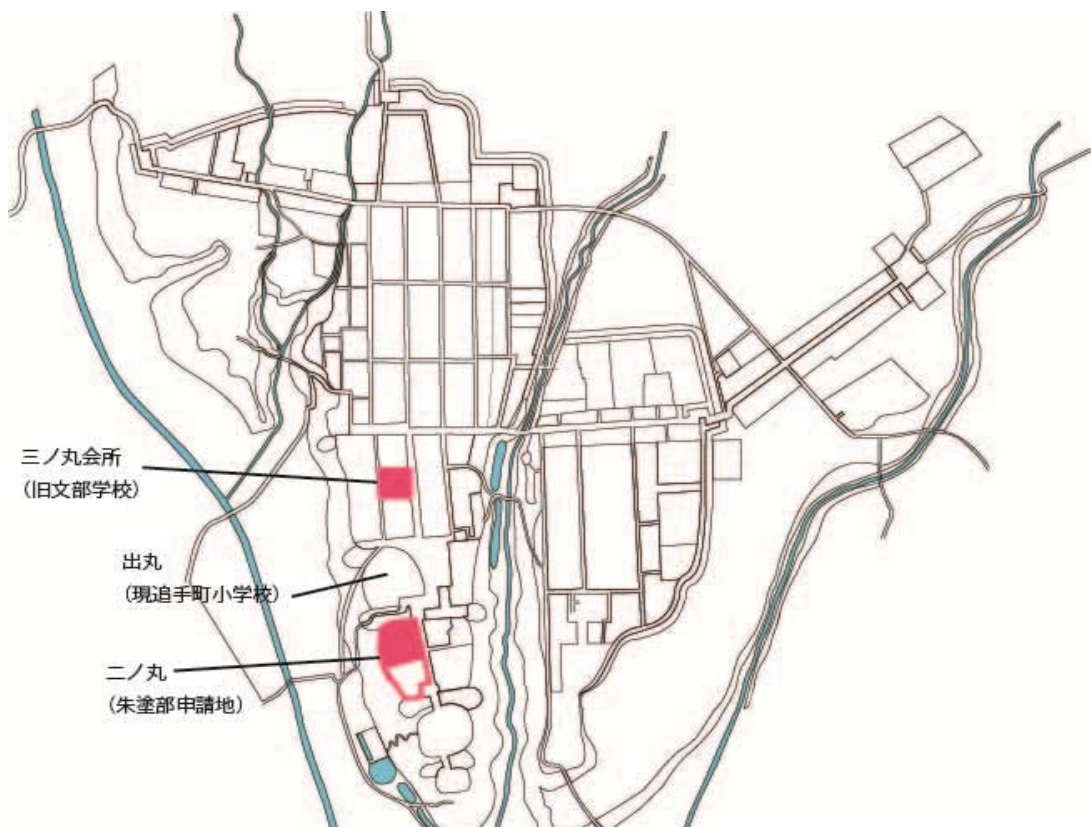 三ノ丸会所
（旧文部学校）
出丸
（現追手町小学校）
二ノ丸
（朱塗部申請地）